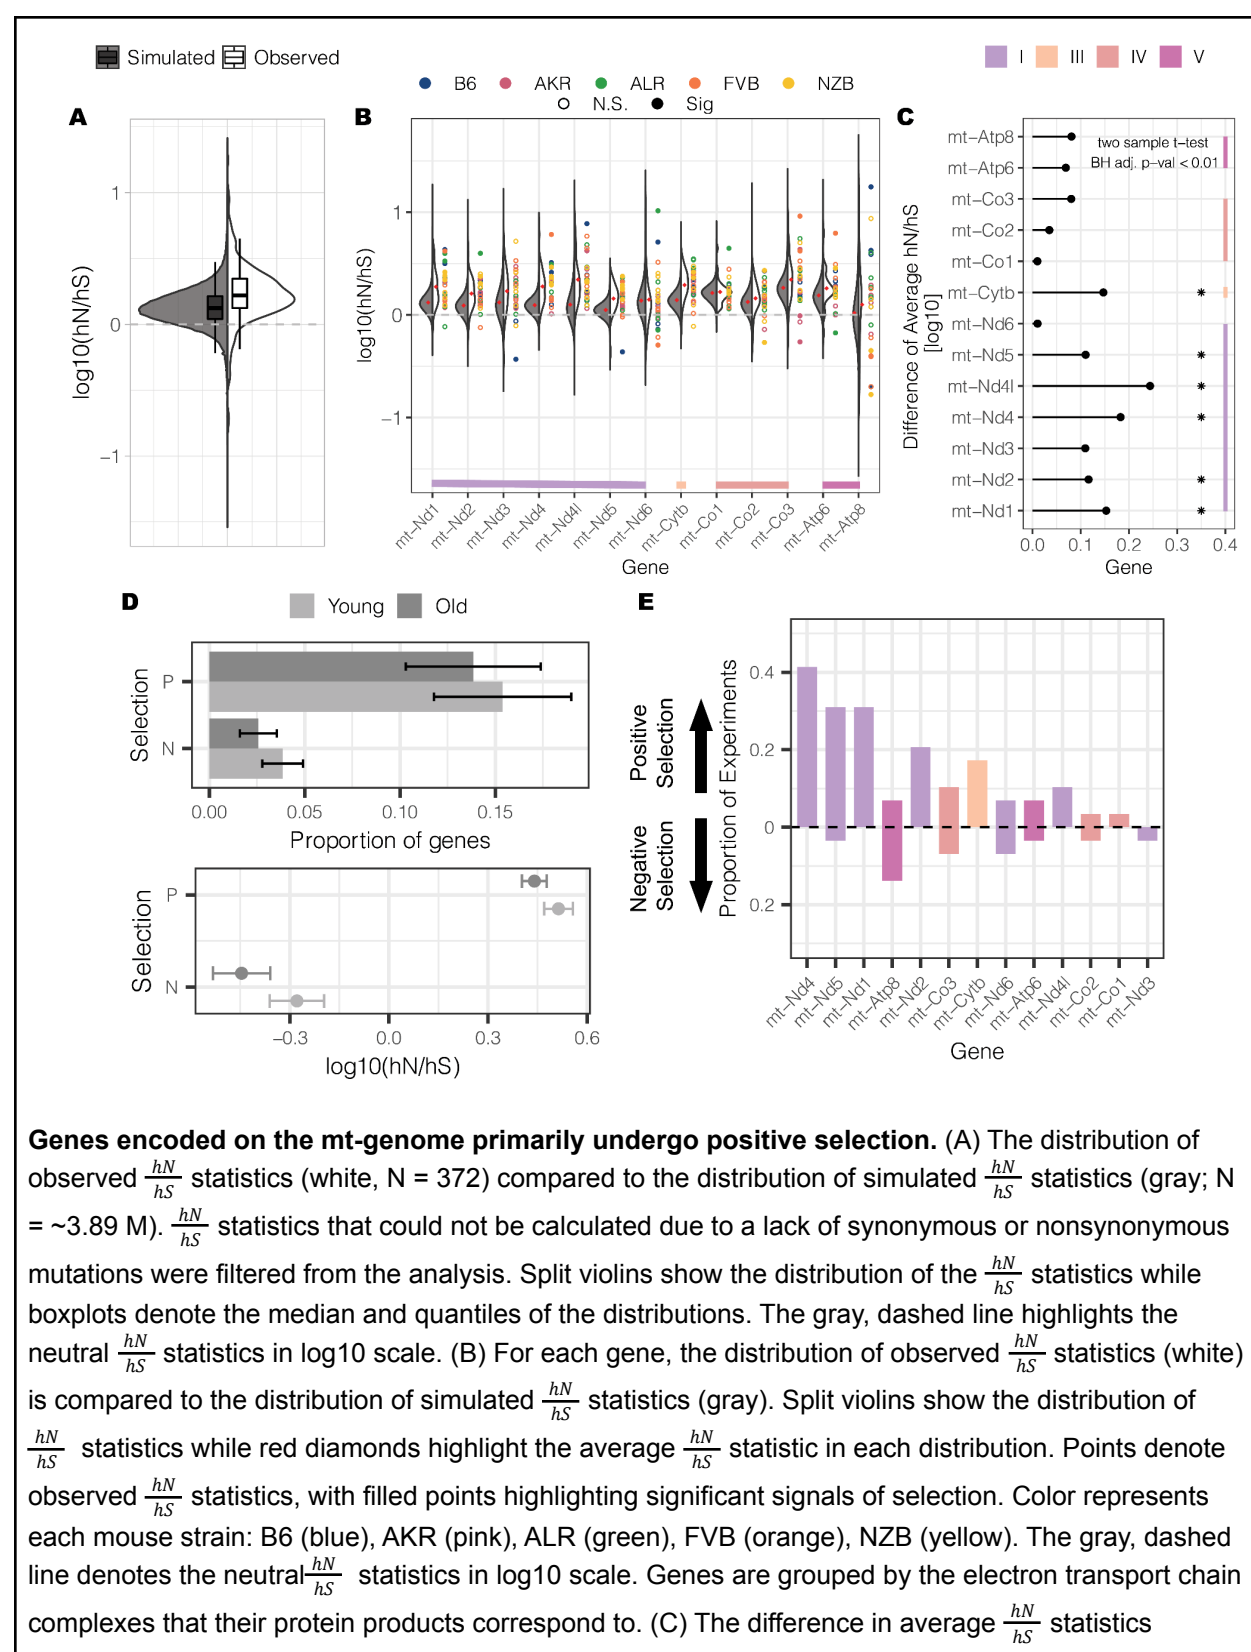 Simulated Observed
B6 AKR ALR FVB NZB
N.S. Sig
I III IV V
A
log10(hN/hS)
1
0
−1
B
log10(hN/hS)
1
0
−1
mt−Nd1
mt−Nd2
mt−Nd3
mt−Nd4
mt−Nd4l
mt−Nd5
mt−Nd6
mt−Cytb
mt−Co1
mt−Co2
mt−Co3
mt−Atp6
mt−Atp8
Gene
C
Difference of Average hN/hS
[log10]
mt−Atp8
mt−Atp6
mt−Co3
mt−Co2
mt−Co1
mt−Cytb
mt−Nd6
mt−Nd5
mt−Nd4l
mt−Nd4
mt−Nd3
mt−Nd2
mt−Nd1
two sample t−test
BH adj. p−val < 0.01
*
*
*
*
*
*
0.0 0.1 0.2 0.3 0.4
Gene
D
Young Old
Selection
P
N
0.00 0.05 0.10 0.15
Proportion of genes
Selection
P
N
−0.3 0.0 0.3 0.6
log10(hN/hS)
E
Positive
Selection
Negative
Selection
Proportion of Experiments
0.4
0.2
0
0.2
mt−Nd4
mt−Nd5
mt−Nd1
mt−Atp8
mt−Nd2
mt−Co3
mt−Cytb
mt−Nd6
mt−Atp6
mt−Nd4l
mt−Co2
mt−Co1
mt−Nd3
Gene
Genes encoded on the mt-genome primarily undergo positive selection. (A) The distribution of
observed hN/hS statistics (white, N = 372) compared to the distribution of simulated hN/hS statistics (gray; N
= ~3.89 M). hN/hS statistics that could not be calculated due to a lack of synonymous or nonsynonymous
mutations were filtered from the analysis. Split violins show the distribution of the hN/hS statistics while
boxplots denote the median and quantiles of the distributions. The gray, dashed line highlights the
neutral hN/hS statistics in log10 scale. (B) For each gene, the distribution of observed hN/hS statistics (white)
is compared to the distribution of simulated hN/hS statistics (gray). Split violins show the distribution of
hN/hS statistics while red diamonds highlight the average hN/hS statistic in each distribution. Points denote
observed hN/hS statistics, with filled points highlighting significant signals of selection. Color represents
each mouse strain: B6 (blue), AKR (pink), ALR (green), FVB (orange), NZB (yellow). The gray, dashed
line denotes the neutral hN/hS statistics in log10 scale. Genes are grouped by the electron transport chain
complexes that their protein products correspond to. (C) The difference in average hN/hS statistics